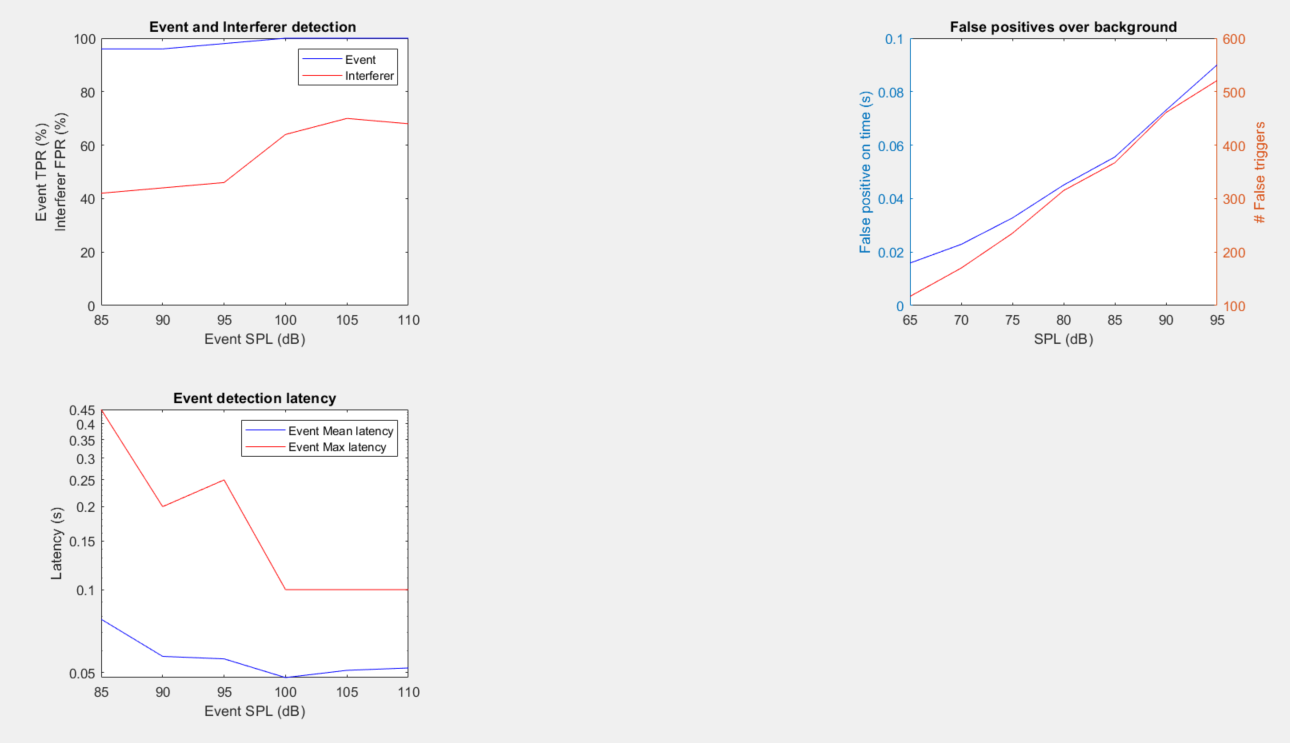 Event and Interferer detection
Event TPR (%)
Interferer FPR (%)
100
80
60
40
20
0
Event
Interferer
85 90 95 100 105 110
Event SPL (dB)
False positives over background
False positive on time (s)
0.1
0.08
0.06
0.04
0.02
0
600
500
400
300
200
100
# False triggers
65 70 75 80 85 90 95
SPL (dB)
Event detection latency
Latency (s)
0.45
0.4
0.35
0.3
0.25
0.2
0.15
0.1
0.05
Event Mean latency
Event Max latency
85 90 95 100 105 110
Event SPL (dB)